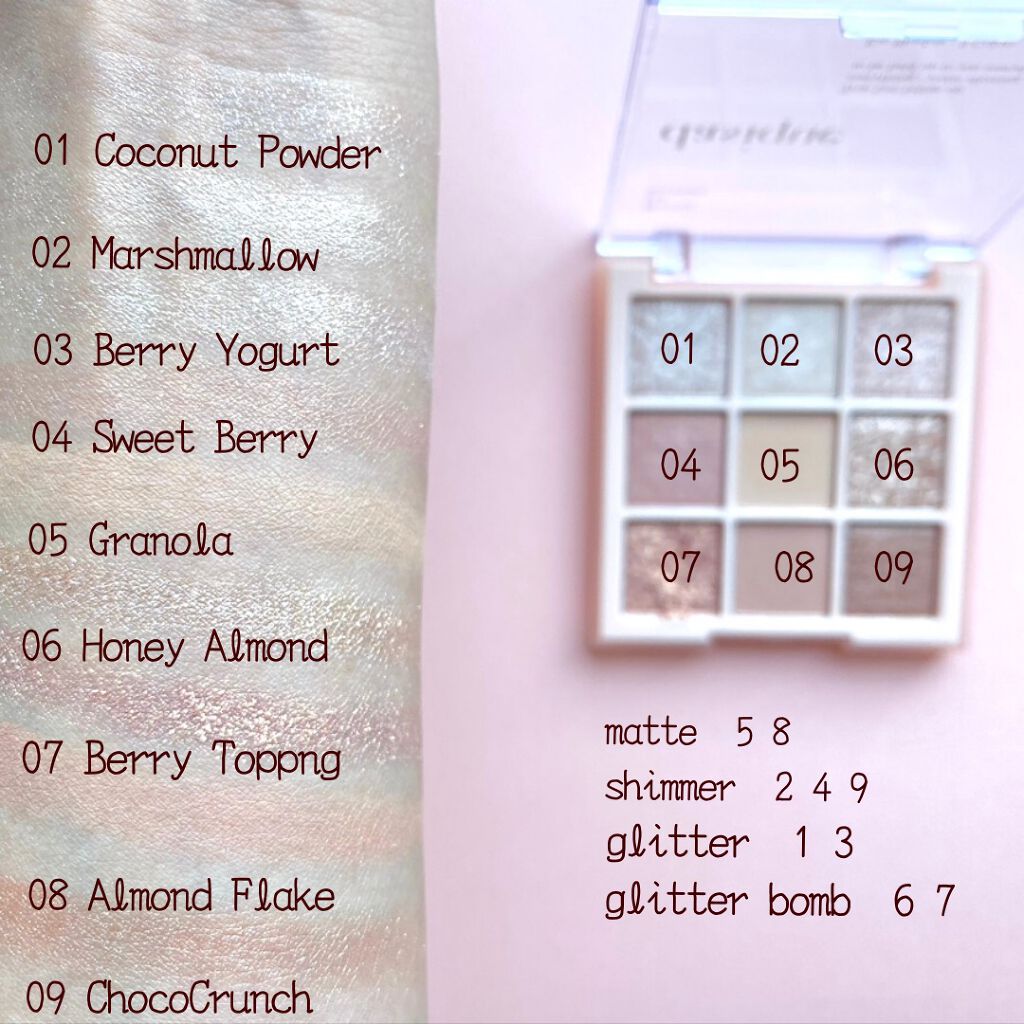 01 Coconut Powder
02 Marshmallow
03 Berry Yogurt
04 Sweet Berry
05 Granola
06 Honey Almond
07 Berry Toppng
08 Almond Flake
09 ChocoCrunch
01 02 03
04 05 06
07 08 09
matte 5 8
shimmer 2 4 9
glitter 1 3
glitter bomb 6 7